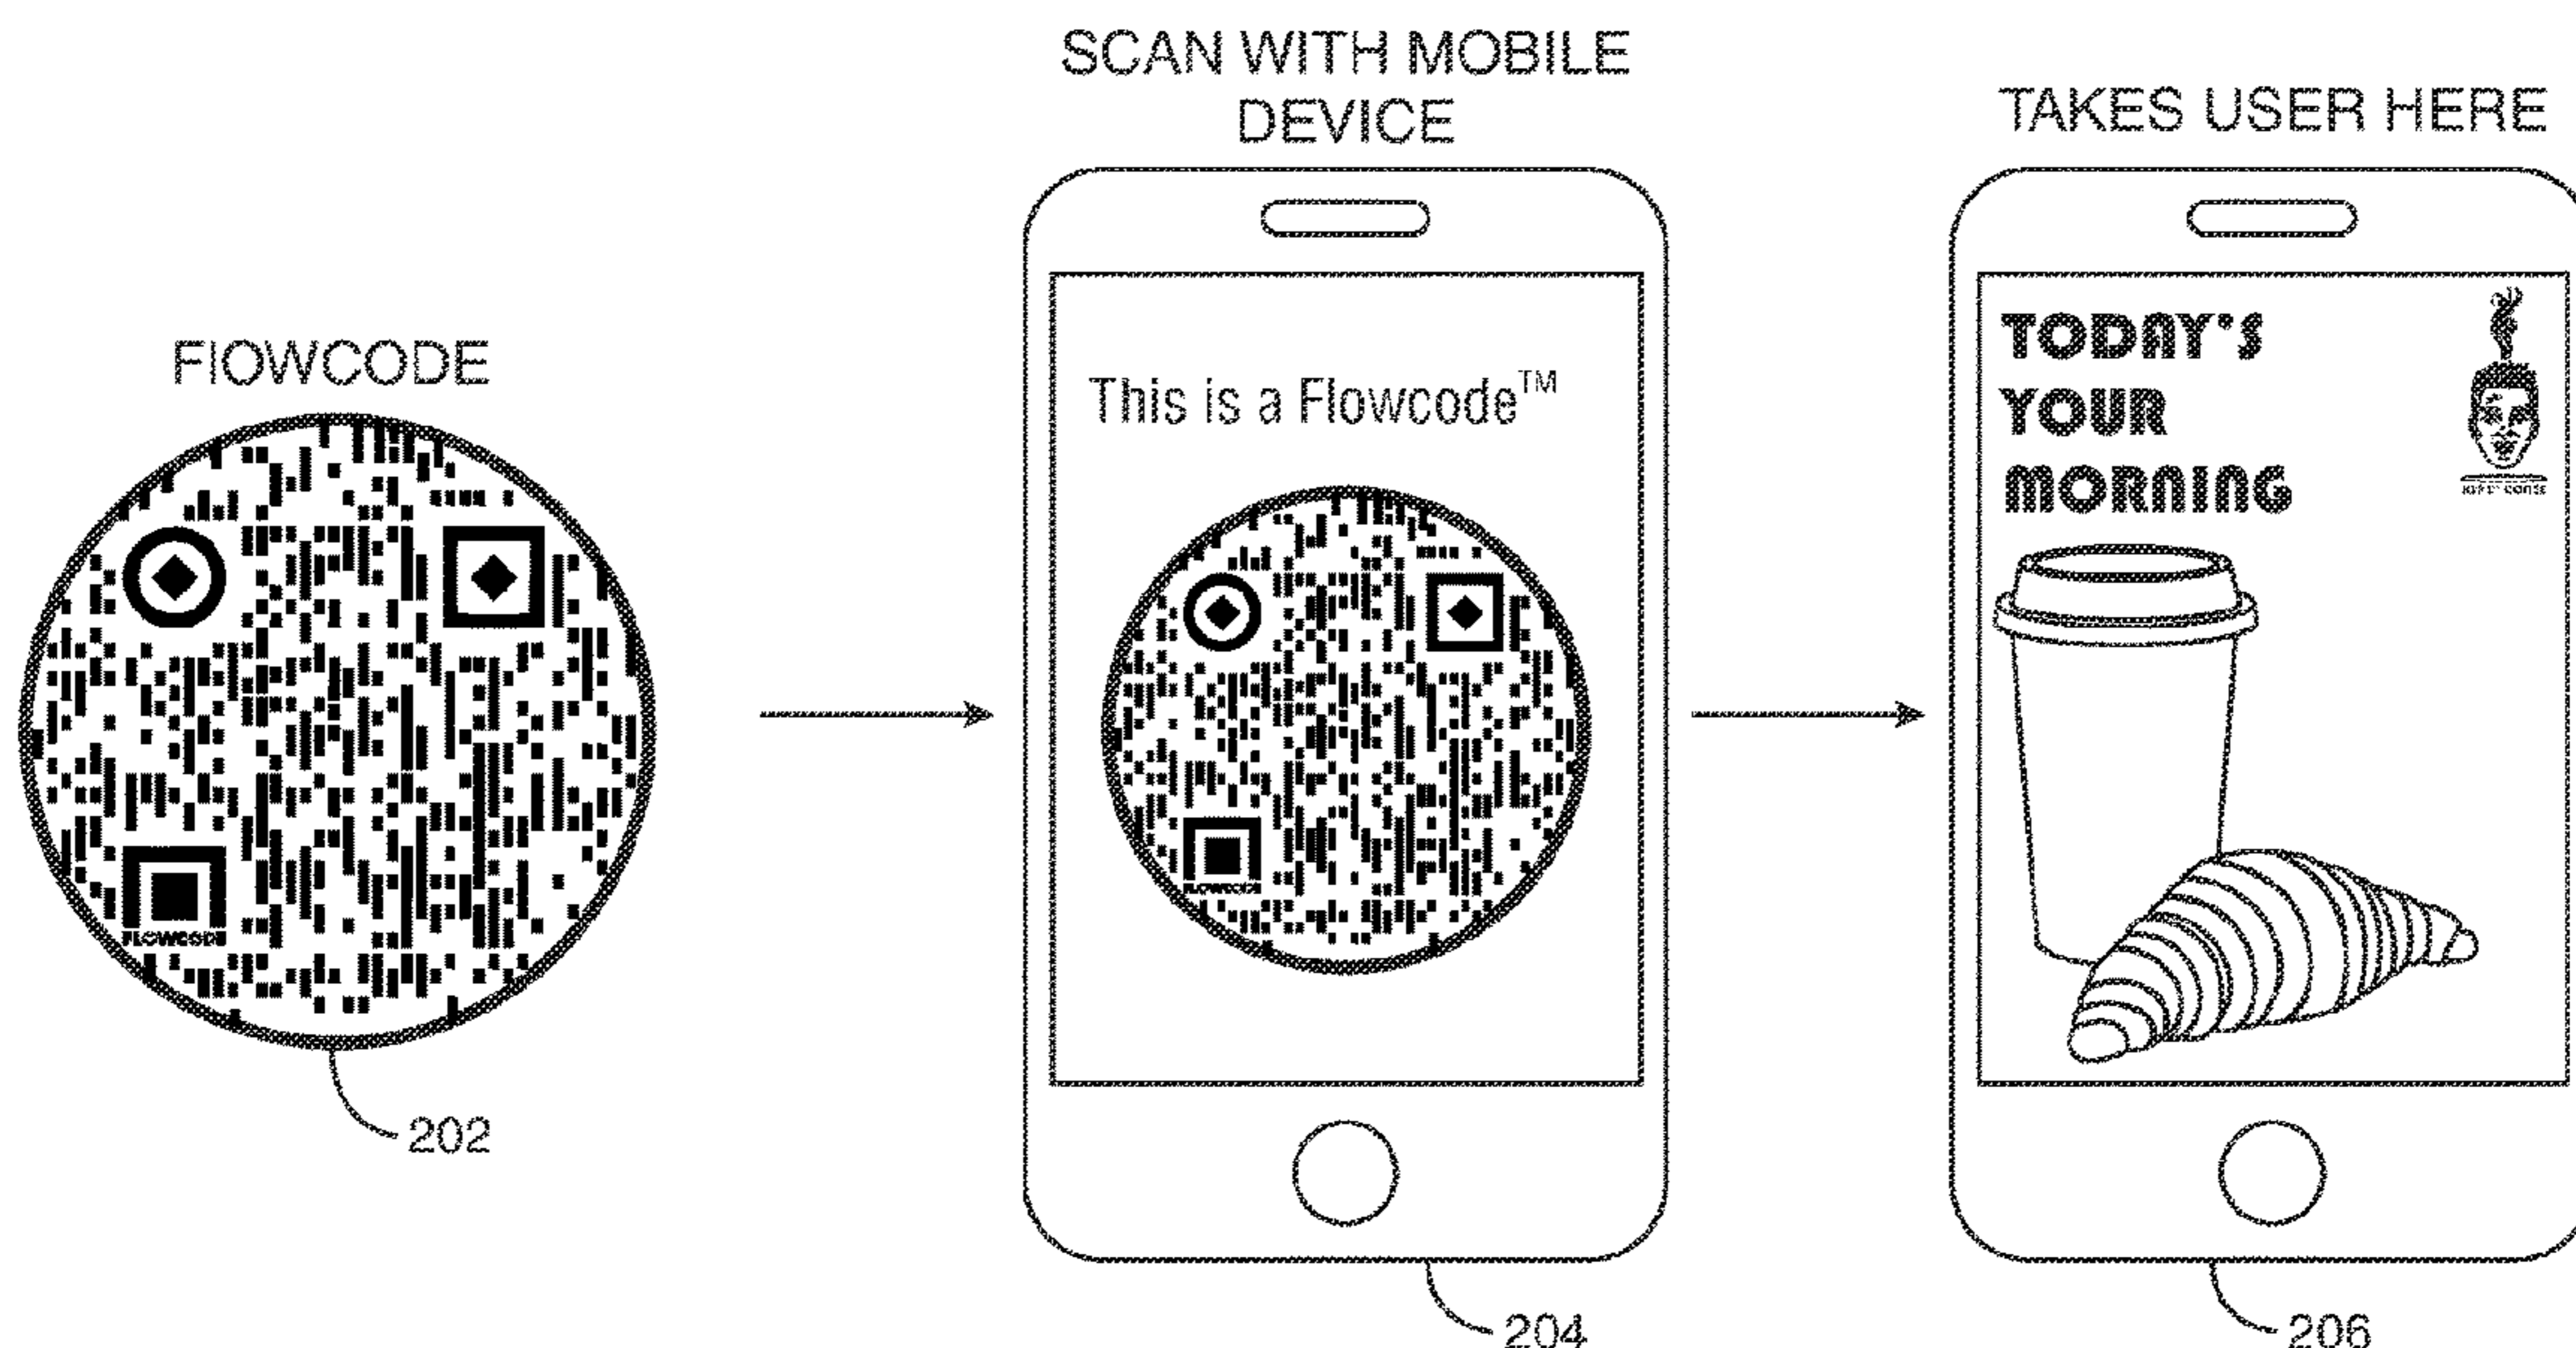 SCAN WITH MOBILE
DEVICE
TAKES USER HERE
FlOWCODE
This is a Flowcode™
TODAY'S
YOUR
MORNING
FLOWCODE
FLOWCODE
202
204
206